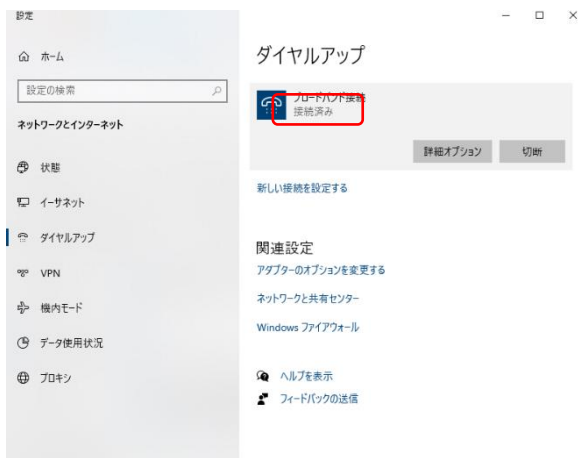 設定
ホーム
設定の検索
ネットワークとインターネット
状態
イーサネット
ダイヤルアップ
VPN
機内モード
データ使用状況
プロキシ
ダイヤルアップ
ブロードバンド接続
接続済み
詳細オプション
切断
新しい接続を設定する
関連設定
アダプターのオプションを変更する
ネットワークと共有センター
Windows ファイアウォール
ヘルプを表示
フィードバックの送信